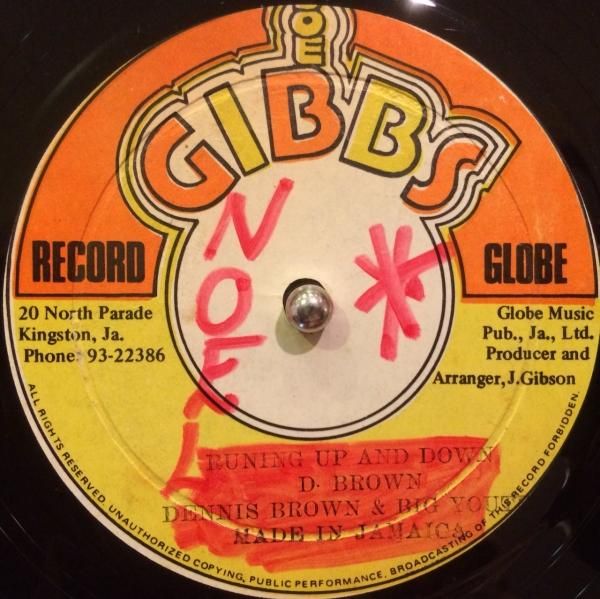 JOE
GIBBS
RECORD
GLOBE
20 North Parade
Kingston, Ja.
Phone: 93-22386
Globe Music
Pub., Ja., Ltd.
Producer and
Arranger, J.Gibson
RUNING UP AND DOWN
D. BROWN
DENNIS BROWN & BIG YOUTH
MADE IN JAMAICA
ALL RIGHTS RESERVED. UNAUTHORIZED COPYING, PUBLIC PERFORMANCE, BROADCASTING OF THIS RECORD FORBIDDEN.